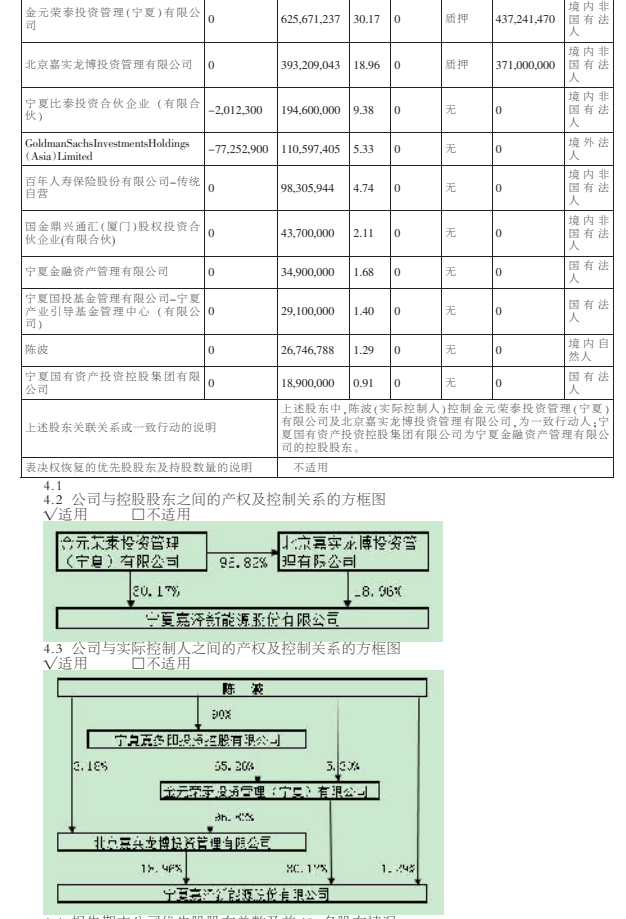 金元荣泰投资管理(宁夏)有限公
司
0
625,671,237
30.17
0
质押
437,241,470
境内非
国有法
人
北京嘉实龙博投资管理有限公司
0
393,209,043
18.96
0
质押
371,000,000
境内非
国有法
人
宁夏比泰投资合伙企业 (有限合
伙)
-2,012,300
194,600,000
9.38
0
无
0
境内非
国有法
人
GoldmanSachsInvestmentsHoldings
(Asia)Limited
-77,252,900
110,597,405
5.33
0
无
0
境外法
人
百年人寿保险股份有限公司-传统
自营
0
98,305,944
4.74
0
无
0
境内非
国有法
人
国金鼎兴通汇(厦门)股权投资合
伙企业(有限合伙)
0
43,700,000
2.11
0
无
0
境内非
国有法
人
宁夏金融资产管理有限公司
0
34,900,000
1.68
0
无
0
国有法
人
宁夏国投基金管理有限公司-宁夏
产业引导基金管理中心 (有限公
司)
0
29,100,000
1.40
0
无
0
国有法
人
陈波
0
26,746,788
1.29
0
无
0
境内自
然人
宁夏国有资产投资控股集团有限
公司
0
18,900,000
0.91
0
无
0
国有法
人
上述股东关联关系或一致行动的说明
上述股东中,陈波(实际控制人)控制金元荣泰投资管理(宁夏)
有限公司及北京嘉实龙博投资管理有限公司,为一致行动人;宁
夏国有资产投资控股集团有限公司为宁夏金融资产管理有限公
司的控股股东。
表决权恢复的优先股股东及持股数量的说明
不适用
4.1
4.2 公司与控股股东之间的产权及控制关系的方框图
√适用 □不适用
金元荣泰投资管理
(宁夏)有限公司
北京嘉实龙博投资管
理有限公司
30.17%
18.96%
宁夏嘉泽新能源股份有限公司
4.3 公司与实际控制人之间的产权及控制关系的方框图
√适用 □不适用
陈 波
90%
3.18%
金元荣泰投资管理(宁夏)有限公司
北京嘉实龙博投资管理有限公司
18.96%
30.17%
1.29%
宁夏嘉泽新能源股份有限公司